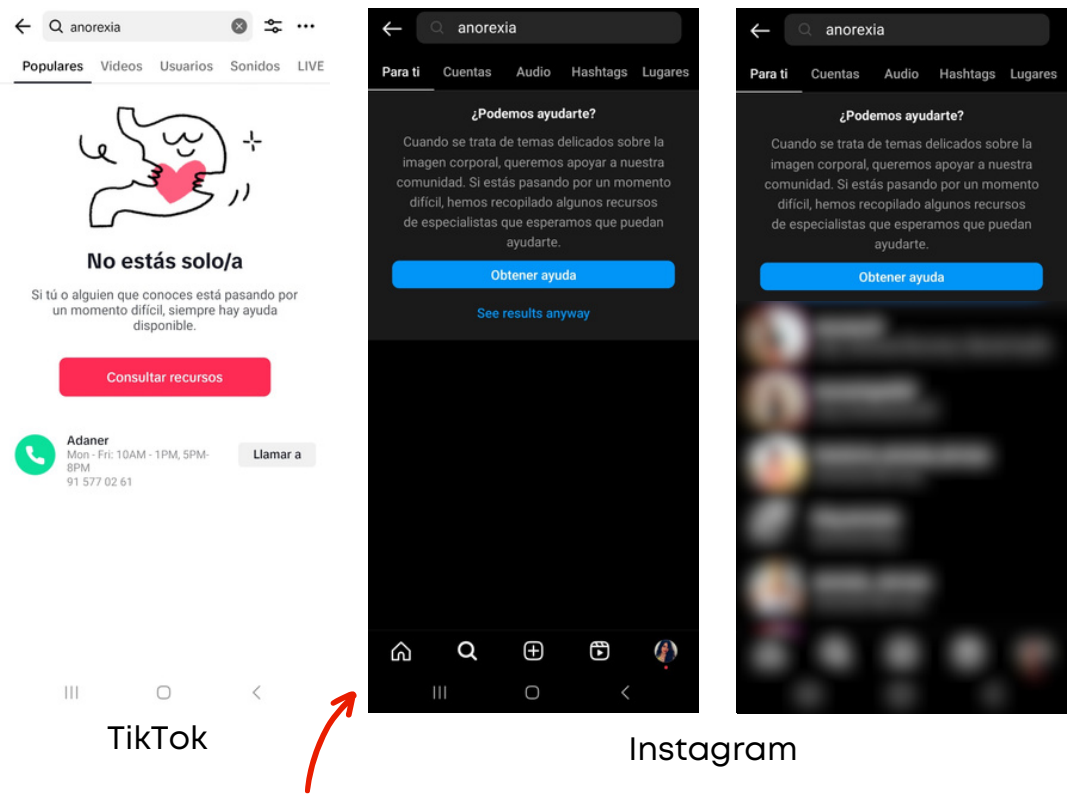 anorexia
Populares Videos Usuarios Sonidos LIVE
No estás solo/a
Si tú o alguien que conoces está pasando por
un momento difícil, siempre hay ayuda
disponible.
Consultar recursos
Adaner
Mon - Fri: 10AM - 1PM, 5PM-
8PM
91 577 02 61
Llamar a
TikTok
anorexia
Para ti Cuentas Audio Hashtags Lugares
¿Podemos ayudarte?
Cuando se trata de temas delicados sobre la
imagen corporal, queremos apoyar a nuestra
comunidad. Si estás pasando por un momento
difícil, hemos recopilado algunos recursos
de especialistas que esperamos que puedan
ayudarte.
Obtener ayuda
See results anyway
anorexia
Para ti Cuentas Audio Hashtags Lugares
¿Podemos ayudarte?
Cuando se trata de temas delicados sobre la
imagen corporal, queremos apoyar a nuestra
comunidad. Si estás pasando por un momento
difícil, hemos recopilado algunos recursos
de especialistas que esperamos que puedan
ayudarte.
Obtener ayuda
Instagram